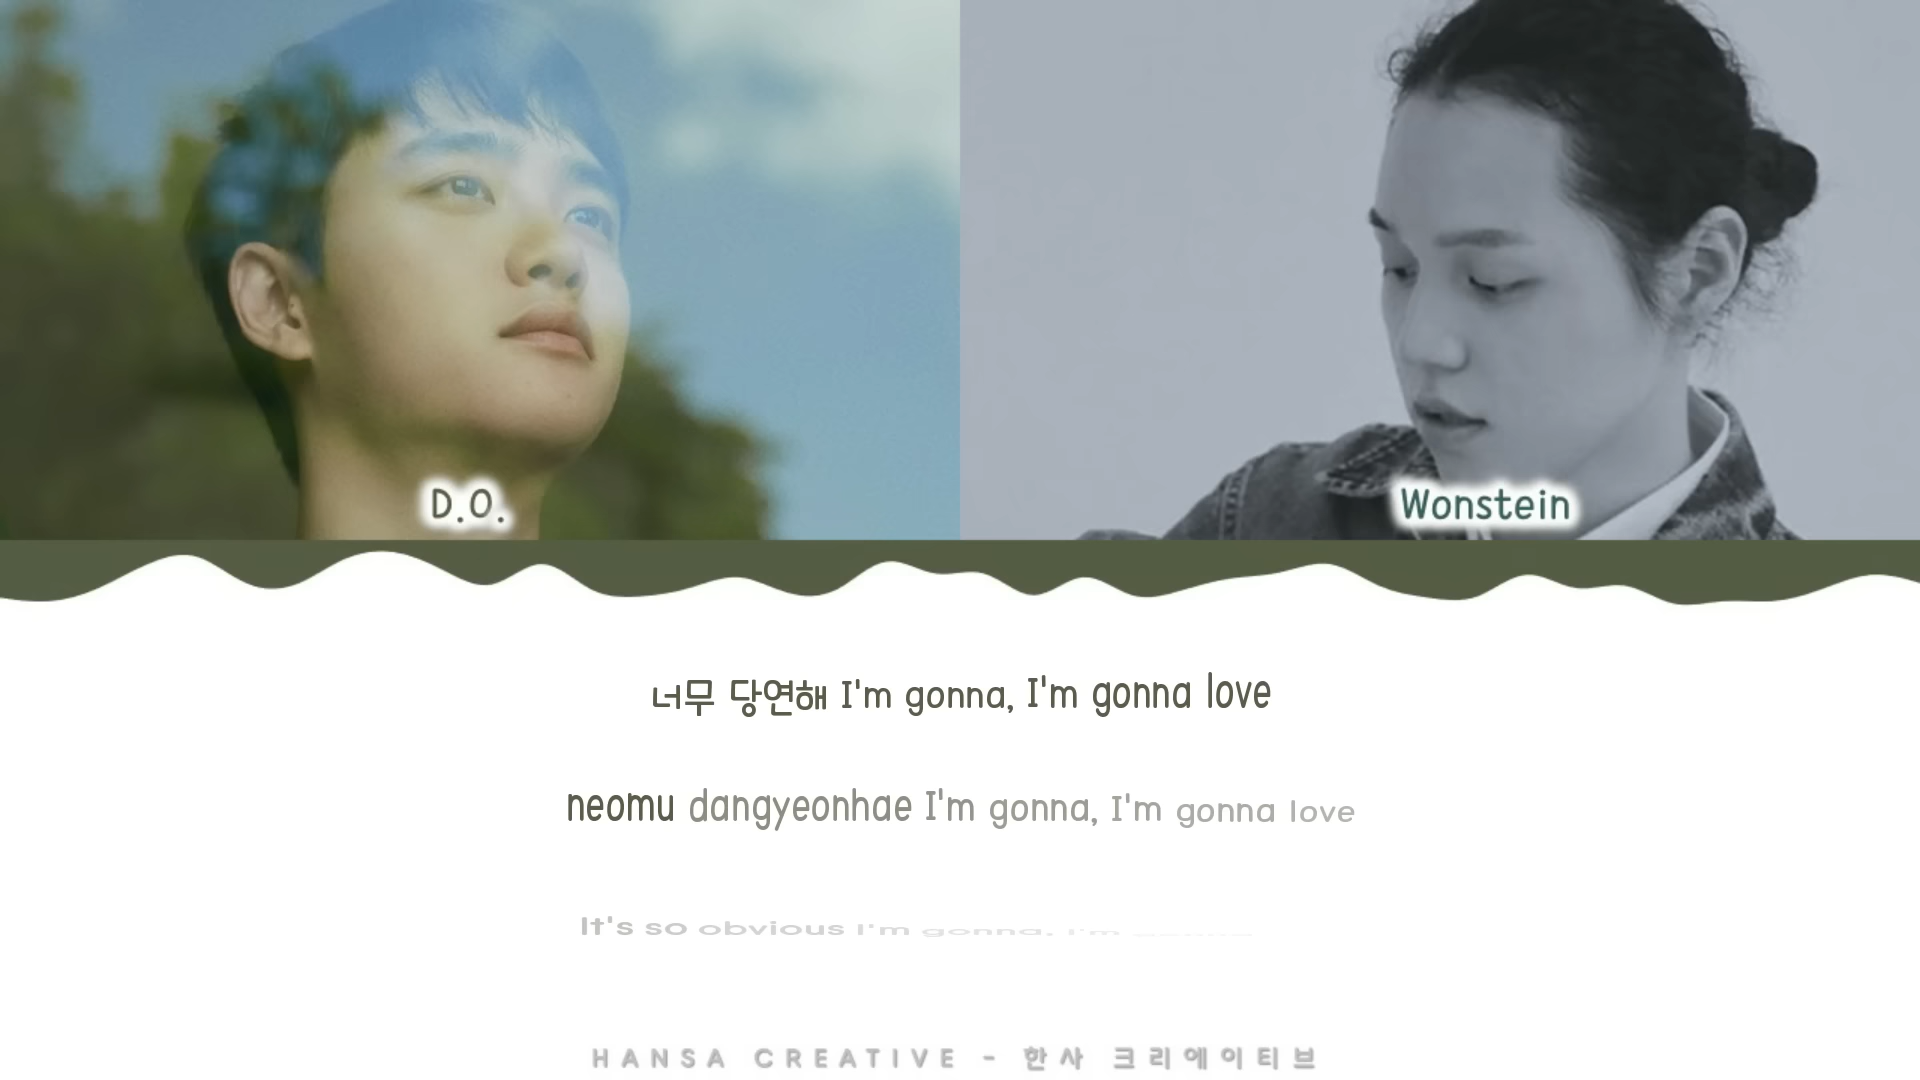 D.O.
Wonstein
너무 당연해 I'm gonna, I'm gonna love
neomu dangyeonhae I'm gonna, I'm gonna love
It's so obvious I'm gonna, I'm gonna
HANSA CREATIVE - 한사 크리에이티브